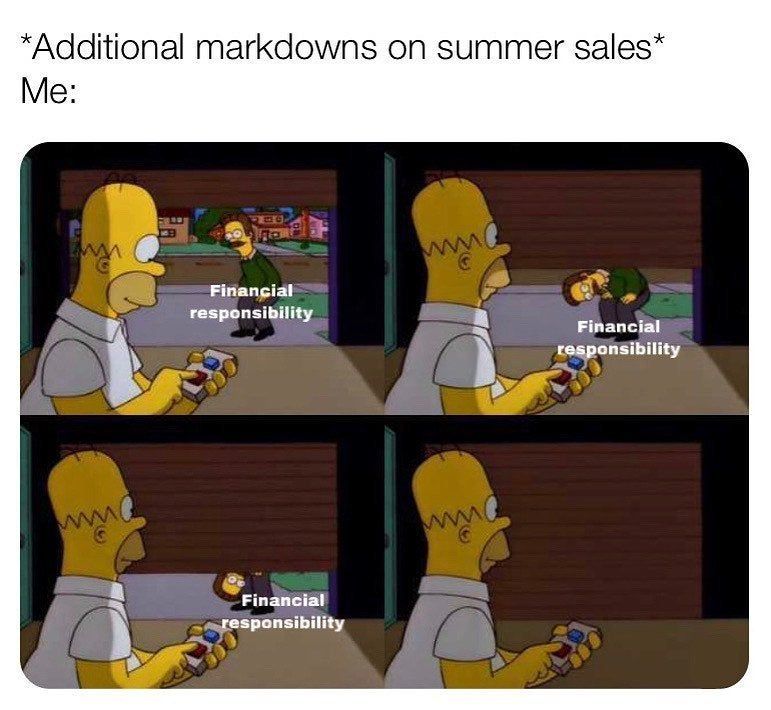 *Additional markdowns on summer sales*
Me:
Financial
responsibility
Financial
responsibility
Financial
responsibility